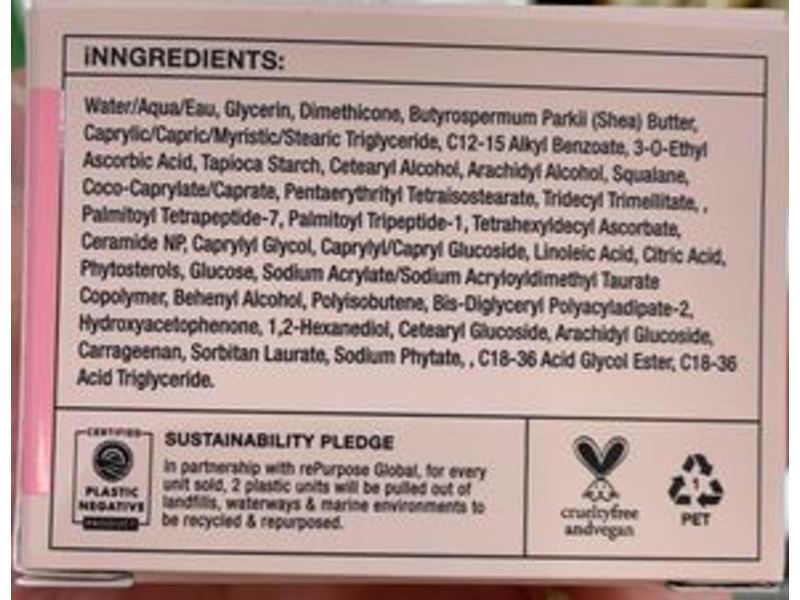 iNNGREDIENTS:
Water/Aqua/Eau, Glycerin, Dimethicone, Butyrospermum Parkii (Shea) Butter,
Caprylic/Capric/Myristic/Stearic Triglyceride, C12-15 Alkyl Benzoate, 3-O-Ethyl
Ascorbic Acid, Tapioca Starch, Cetearyl Alcohol, Arachidyl Alcohol, Squalane,
Coco-Caprylate/Caprate, Pentaerythrityl Tetraisostearate, Tridecyl Trimellitate, ,
Palmitoyl Tetrapeptide-7, Palmitoyl Tripeptide-1, Tetrahexyldecyl Ascorbate,
Ceramide NP, Caprylyl Glycol, Caprylyl/Capryl Glucoside, Linoleic Acid, Citric Acid,
Phytosterols, Glucose, Sodium Acrylate/Sodium Acryloyldimethyl Taurate
Copolymer, Behenyl Alcohol, Polyisobutene, Bis-Diglyceryl Polyacyladipate-2,
Hydroxyacetophenone, 1,2-Hexanediol, Cetearyl Glucoside, Arachidyl Glucoside,
Carrageenan, Sorbitan Laurate, Sodium Phytate, , C18-36 Acid Glycol Ester, C18-36
Acid Triglyceride.
CERTIFIED
PLASTIC
NEGATIVE
PRODUCT
SUSTAINABILITY PLEDGE
In partnership with rePurpose Global, for every
unit sold, 2 plastic units will be pulled out of
landfills, waterways & marine environments to
be recycled & repurposed.
crueltyfree
andvegan
1
PET